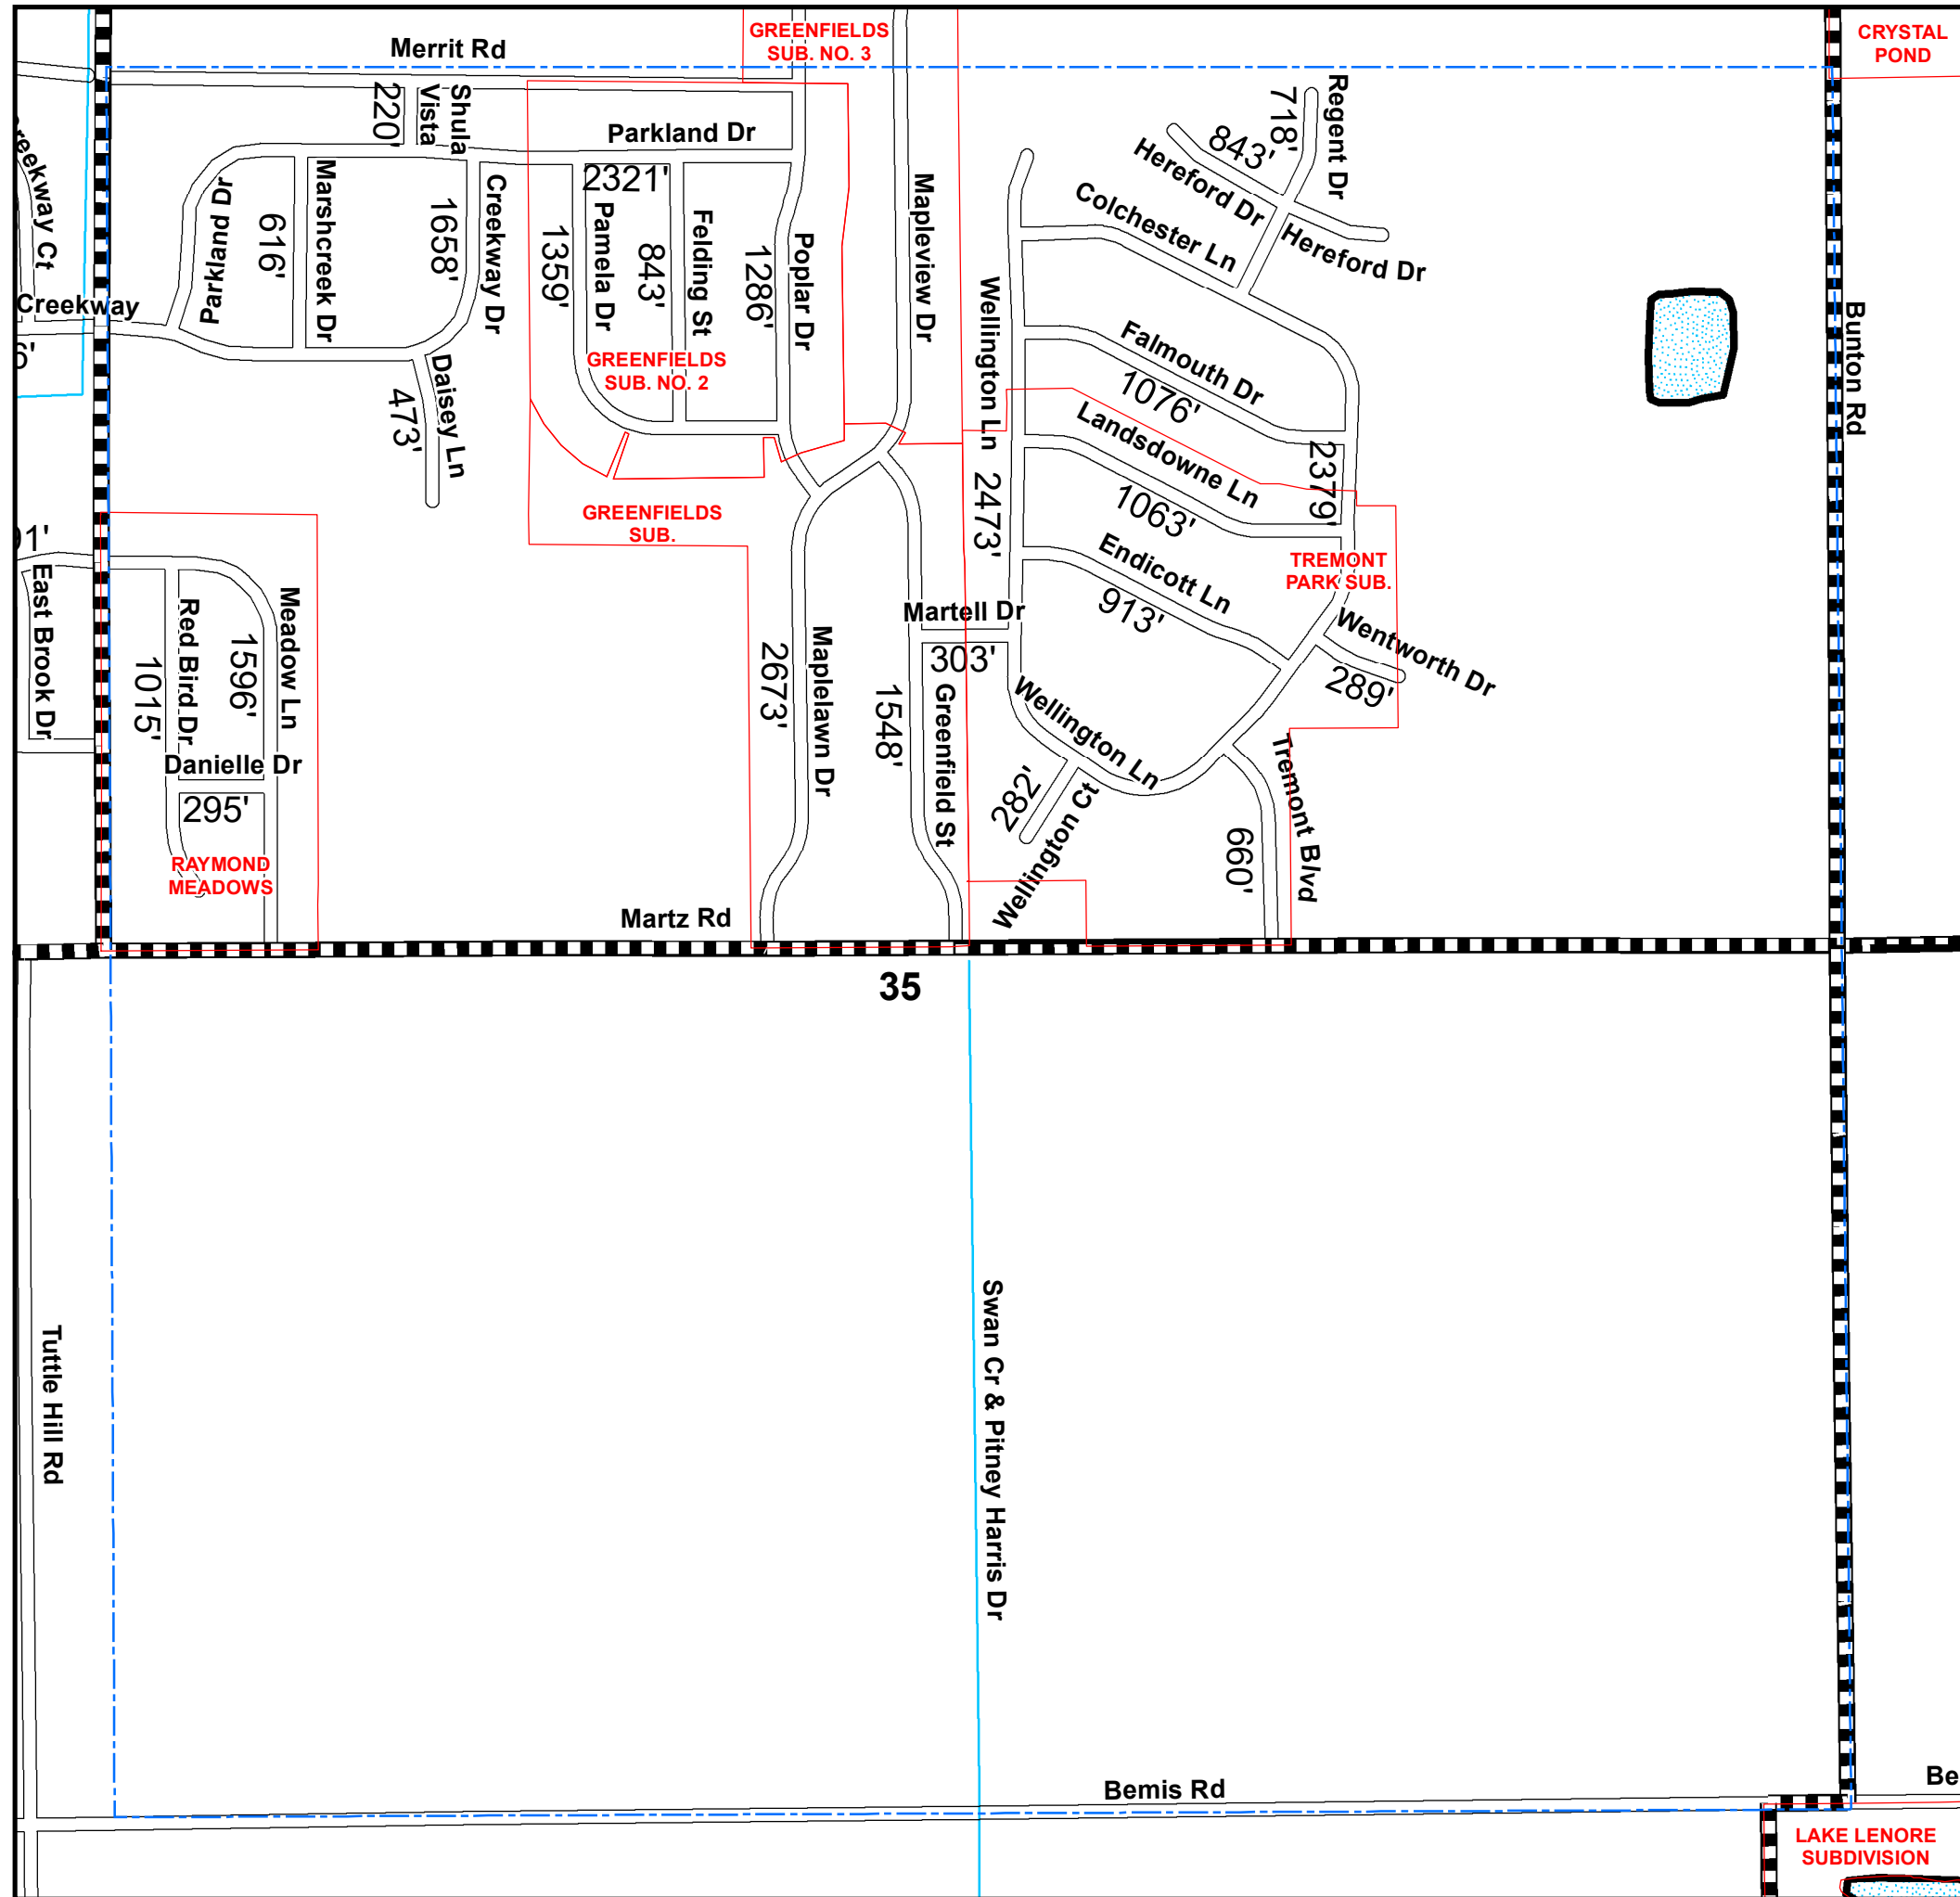 GREENFIELDS
SUB. NO. 3
CRYSTAL
POND
Merrit Rd
Shula
Vista
220'
Parkland Dr
2321'
Regent Dr
718'
843'
Hereford Dr
Hereford Dr
Colchester Ln
Creekway Ct
Creekway
6'
Parkland Dr
616'
Marshcreek Dr
1658'
Creekway Dr
1359'
Pamela Dr
843'
Felding St
1286'
Poplar Dr
Mapleview Dr
GREENFIELDS
SUB. NO. 2
Daisey Ln
473'
Wellington Ln
2473'
Falmouth Dr
1076'
Landsdowne Ln
1063'
2379'
Bunton Rd
GREENFIELDS
SUB.
91'
East Brook Dr
Red Bird Dr
1015'
1596'
Meadow Ln
Danielle Dr
295'
RAYMOND
MEADOWS
2673'
Maplelawn Dr
Martell Dr
303'
1548'
Greenfield St
Endicott Ln
913'
TREMONT
PARK SUB.
Wentworth Dr
289'
Wellington Ln
282'
Wellington Ct
Tremont Blvd
660'
Martz Rd
35
Tuttle Hill Rd
Swan Cr & Pitney Harris Dr
Bemis Rd
Be
LAKE LENORE
SUBDIVISION